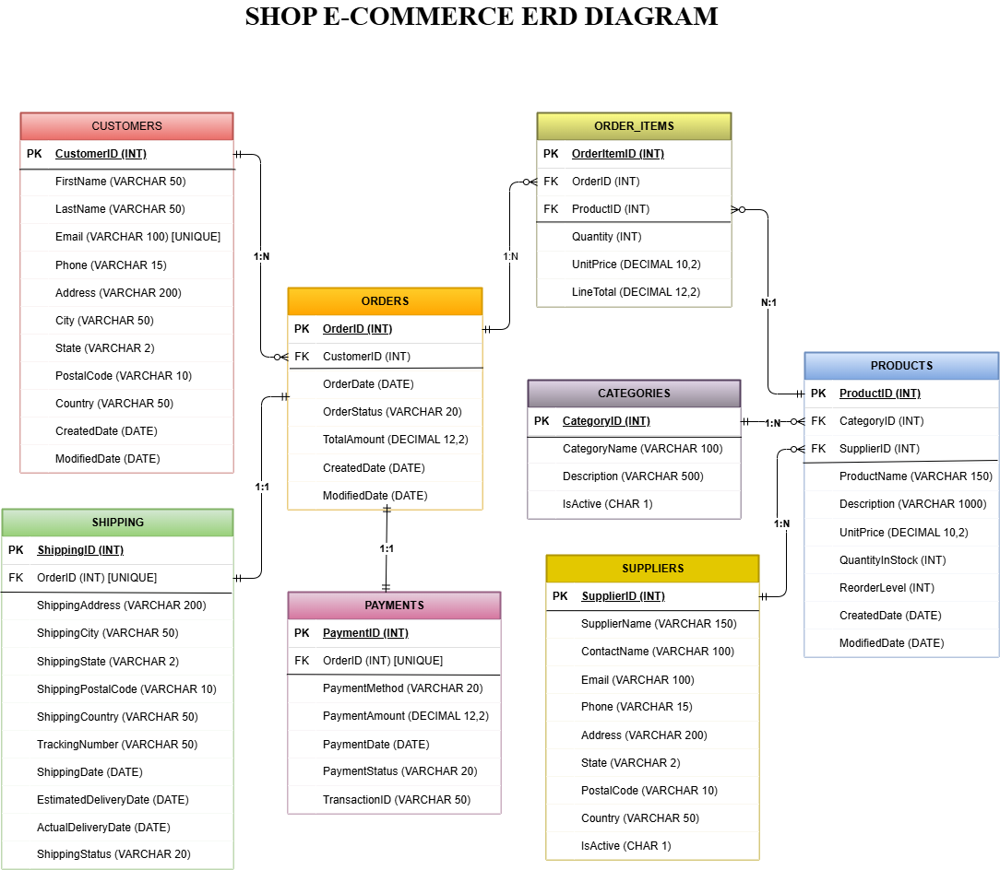 SHOP E-COMMERCE ERD DIAGRAM
CUSTOMERS
PK CustomerID (INT)
FirstName (VARCHAR 50)
LastName (VARCHAR 50)
Email (VARCHAR 100) [UNIQUE]
Phone (VARCHAR 15)
Address (VARCHAR 200)
City (VARCHAR 50)
State (VARCHAR 2)
PostalCode (VARCHAR 10)
Country (VARCHAR 50)
CreatedDate (DATE)
ModifiedDate (DATE)
1:N
ORDER_ITEMS
PK OrderItemID (INT)
FK OrderID (INT)
FK ProductID (INT)
Quantity (INT)
UnitPrice (DECIMAL 10,2)
LineTotal (DECIMAL 12,2)
1:N
N:1
ORDERS
PK OrderID (INT)
FK CustomerID (INT)
OrderDate (DATE)
OrderStatus (VARCHAR 20)
TotalAmount (DECIMAL 12,2)
CreatedDate (DATE)
ModifiedDate (DATE)
1:1
1:1
CATEGORIES
PK CategoryID (INT)
CategoryName (VARCHAR 100)
Description (VARCHAR 500)
IsActive (CHAR 1)
1:N
PRODUCTS
PK ProductID (INT)
FK CategoryID (INT)
FK SupplierID (INT)
ProductName (VARCHAR 150)
Description (VARCHAR 1000)
UnitPrice (DECIMAL 10,2)
QuantityInStock (INT)
ReorderLevel (INT)
CreatedDate (DATE)
ModifiedDate (DATE)
1:N
SHIPPING
PK ShippingID (INT)
FK OrderID (INT) [UNIQUE]
ShippingAddress (VARCHAR 200)
ShippingCity (VARCHAR 50)
ShippingState (VARCHAR 2)
ShippingPostalCode (VARCHAR 10)
ShippingCountry (VARCHAR 50)
TrackingNumber (VARCHAR 50)
ShippingDate (DATE)
EstimatedDeliveryDate (DATE)
ActualDeliveryDate (DATE)
ShippingStatus (VARCHAR 20)
PAYMENTS
PK PaymentID (INT)
FK OrderID (INT) [UNIQUE]
PaymentMethod (VARCHAR 20)
PaymentAmount (DECIMAL 12,2)
PaymentDate (DATE)
PaymentStatus (VARCHAR 20)
TransactionID (VARCHAR 50)
SUPPLIERS
PK SupplierID (INT)
SupplierName (VARCHAR 150)
ContactName (VARCHAR 100)
Email (VARCHAR 100)
Phone (VARCHAR 15)
Address (VARCHAR 200)
State (VARCHAR 2)
PostalCode (VARCHAR 10)
Country (VARCHAR 50)
IsActive (CHAR 1)